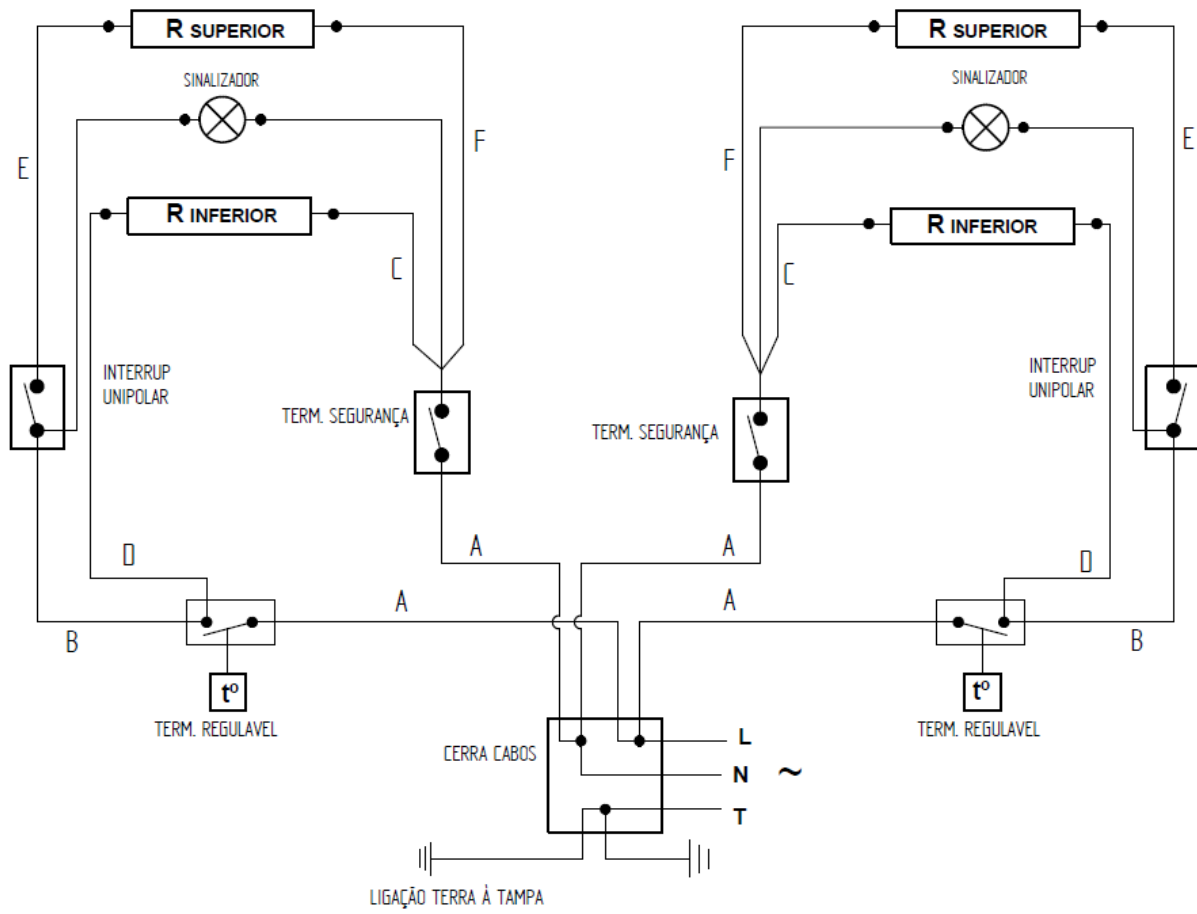 R SUPERIOR
R SUPERIOR
SINALIZADOR
SINALIZADOR
E
F
F
E
R INFERIOR
R INFERIOR
C
C
INTERRUP
UNIPOLAR
INTERRUP
UNIPOLAR
TERM. SEGURANÇA
TERM. SEGURANÇA
A
A
D
D
A
A
B
B
tº
tº
TERM. REGULAVEL
TERM. REGULAVEL
CERRA CABOS
L
N ~
T
LIGAÇÃO TERRA À TAMPA